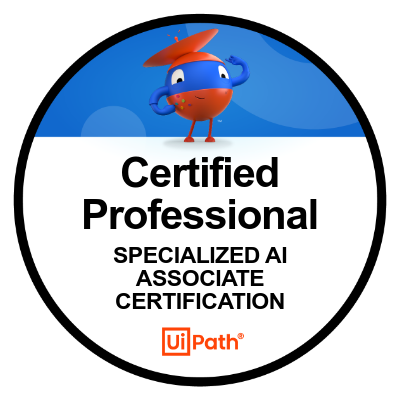 Certified
Professional
SPECIALIZED AI
ASSOCIATE
CERTIFICATION
UiPath®